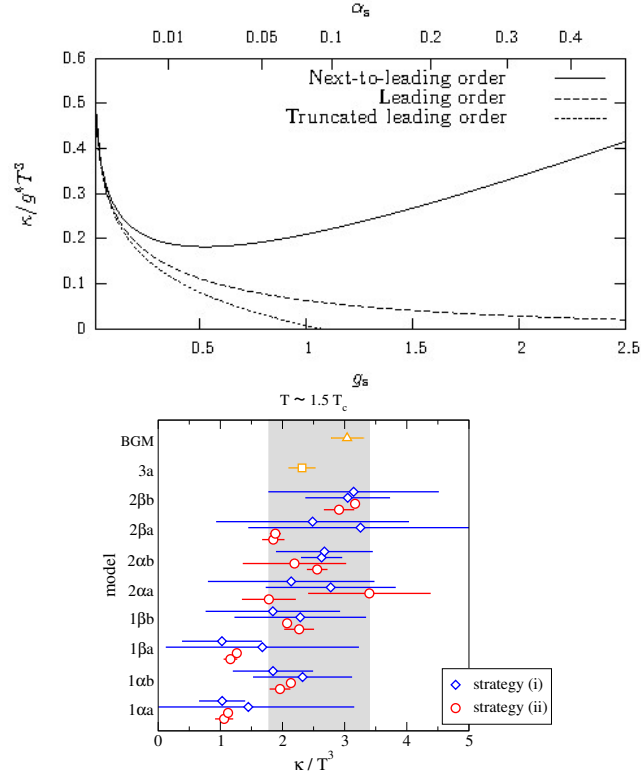 αs
0.01 0.05 0.1 0.2 0.3 0.4
0.6
0.5
0.4
0.3
0.2
0.1
0
κ/g⁴T³
Next-to-leading order
Leading order
Truncated leading order
0.5 1 1.5 2 2.5
gs
T ~ 1.5 Tc
BGM
3a
2βb
2βa
2αb
2αa
1βb
1βa
1αb
1αa
model
strategy (i)
strategy (ii)
0 1 2 3 4 5
κ/T³